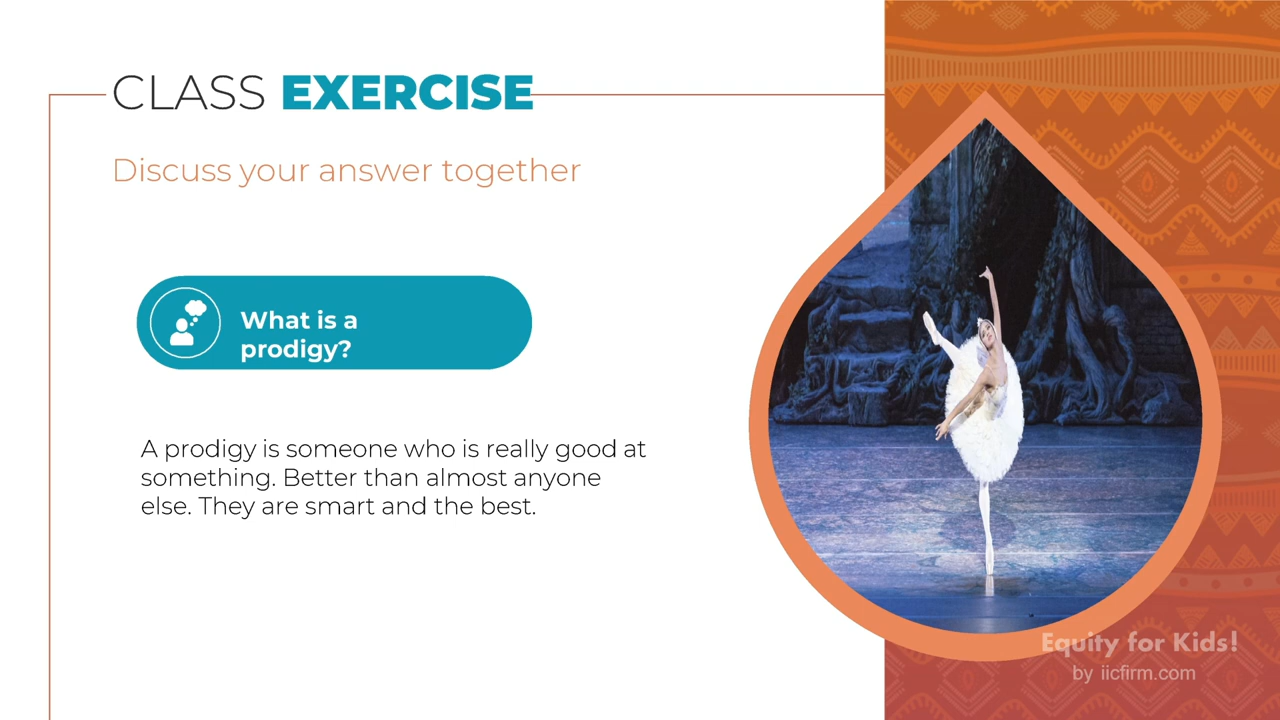 CLASS EXERCISE
Discuss your answer together
What is a
prodigy?
A prodigy is someone who is really good at
something. Better than almost anyone
else. They are smart and the best.
Equity for Kids!
by iicfirm.com